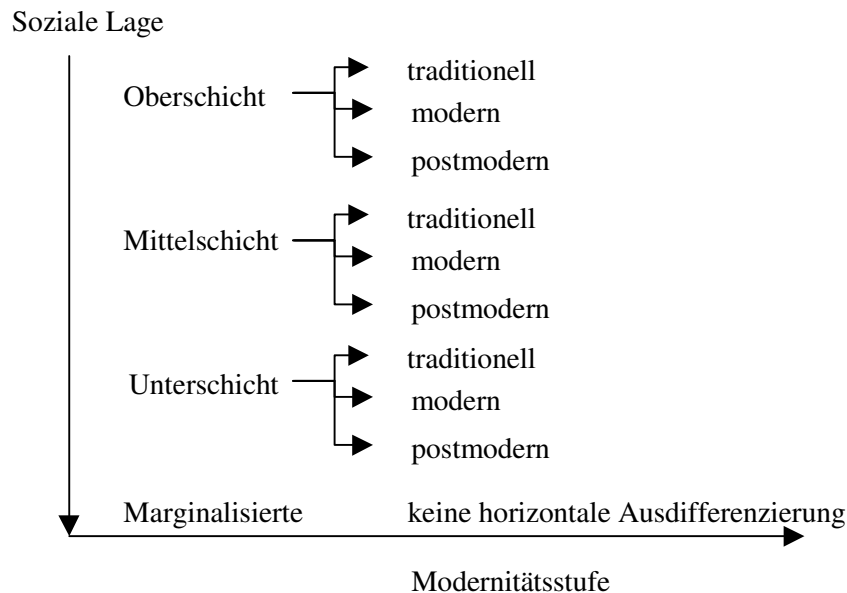 Soziale Lage
traditionell
Oberschicht
modern
postmodern
traditionell
Mittelschicht
modern
postmodern
traditionell
Unterschicht
modern
postmodern
Marginalisierte keine horizontale Ausdifferenzierung
Modernitätsstufe